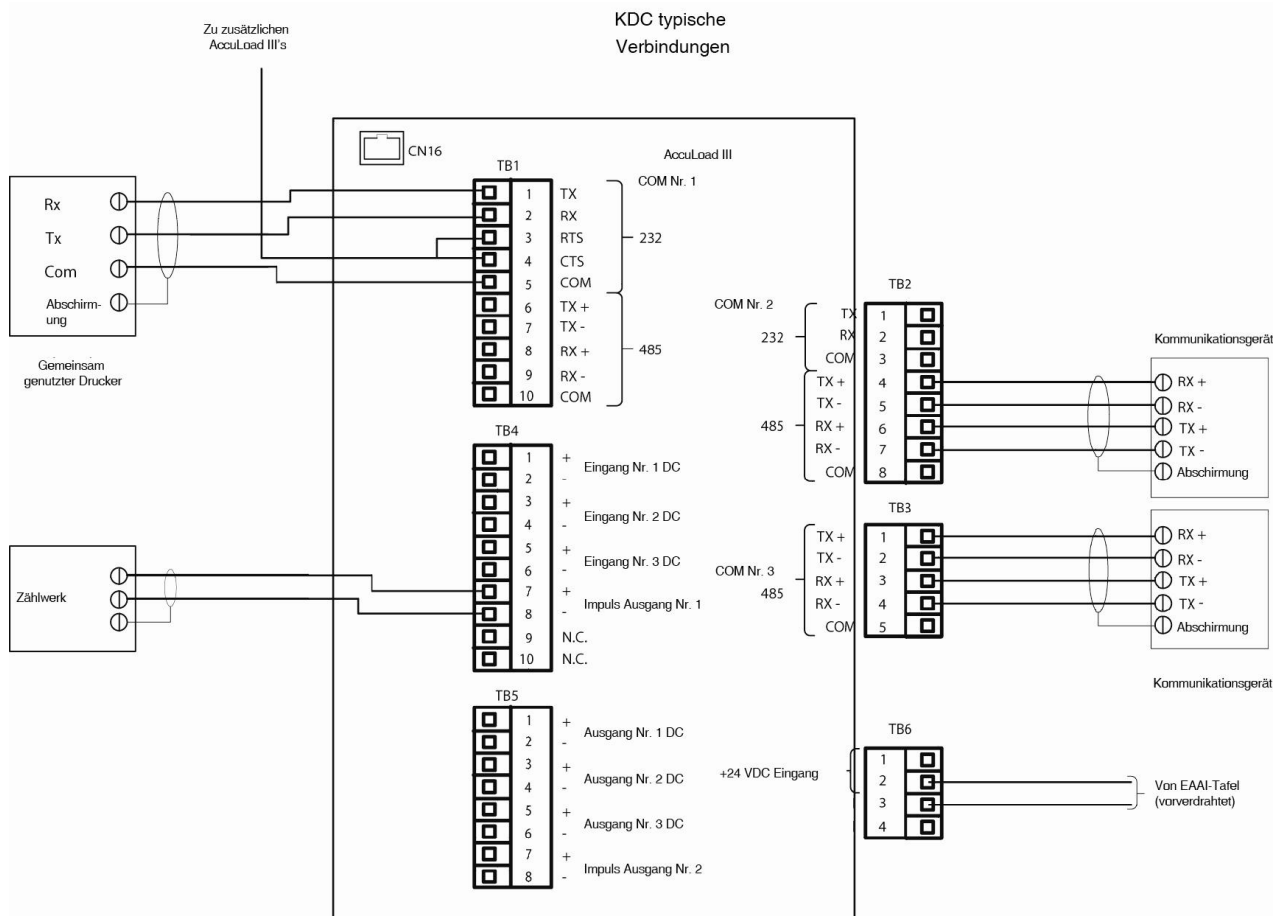 KDC typische
Verbindungen
Zu zusätzlichen
AccuLoad III's
CN16
AccuLoad III
TB1
COM Nr. 1
1 TX
2 RX
3 RTS
4 CTS
5 COM
232
6 TX +
7 TX -
8 RX +
9 RX -
10 COM
485
Rx
Tx
Com
Abschirm-
ung
Gemeinsam
genutzter Drucker
TB4
1 +
2 -
Eingang Nr. 1 DC
3 +
4 -
Eingang Nr. 2 DC
5 +
6 -
Eingang Nr. 3 DC
7 +
8 -
Impuls Ausgang Nr. 1
9 N.C.
10 N.C.
Zählwerk
TB5
1 +
2 -
Ausgang Nr. 1 DC
3 +
4 -
Ausgang Nr. 2 DC
5 +
6 -
Ausgang Nr. 3 DC
7 +
8 -
Impuls Ausgang Nr. 2
TB2
COM Nr. 2
232
TX 1
RX 2
COM 3
485
TX + 4
TX - 5
RX + 6
RX - 7
COM 8
Kommunikationsgerät
RX +
RX -
TX +
TX -
Abschirmung
TB3
COM Nr. 3
485
TX + 1
TX - 2
RX + 3
RX - 4
COM 5
RX +
RX -
TX +
TX -
Abschirmung
Kommunikationsgerät
TB6
+24 VDC Eingang
1
2
3
4
Von EAAI-Tafel
(vorverdrahtet)